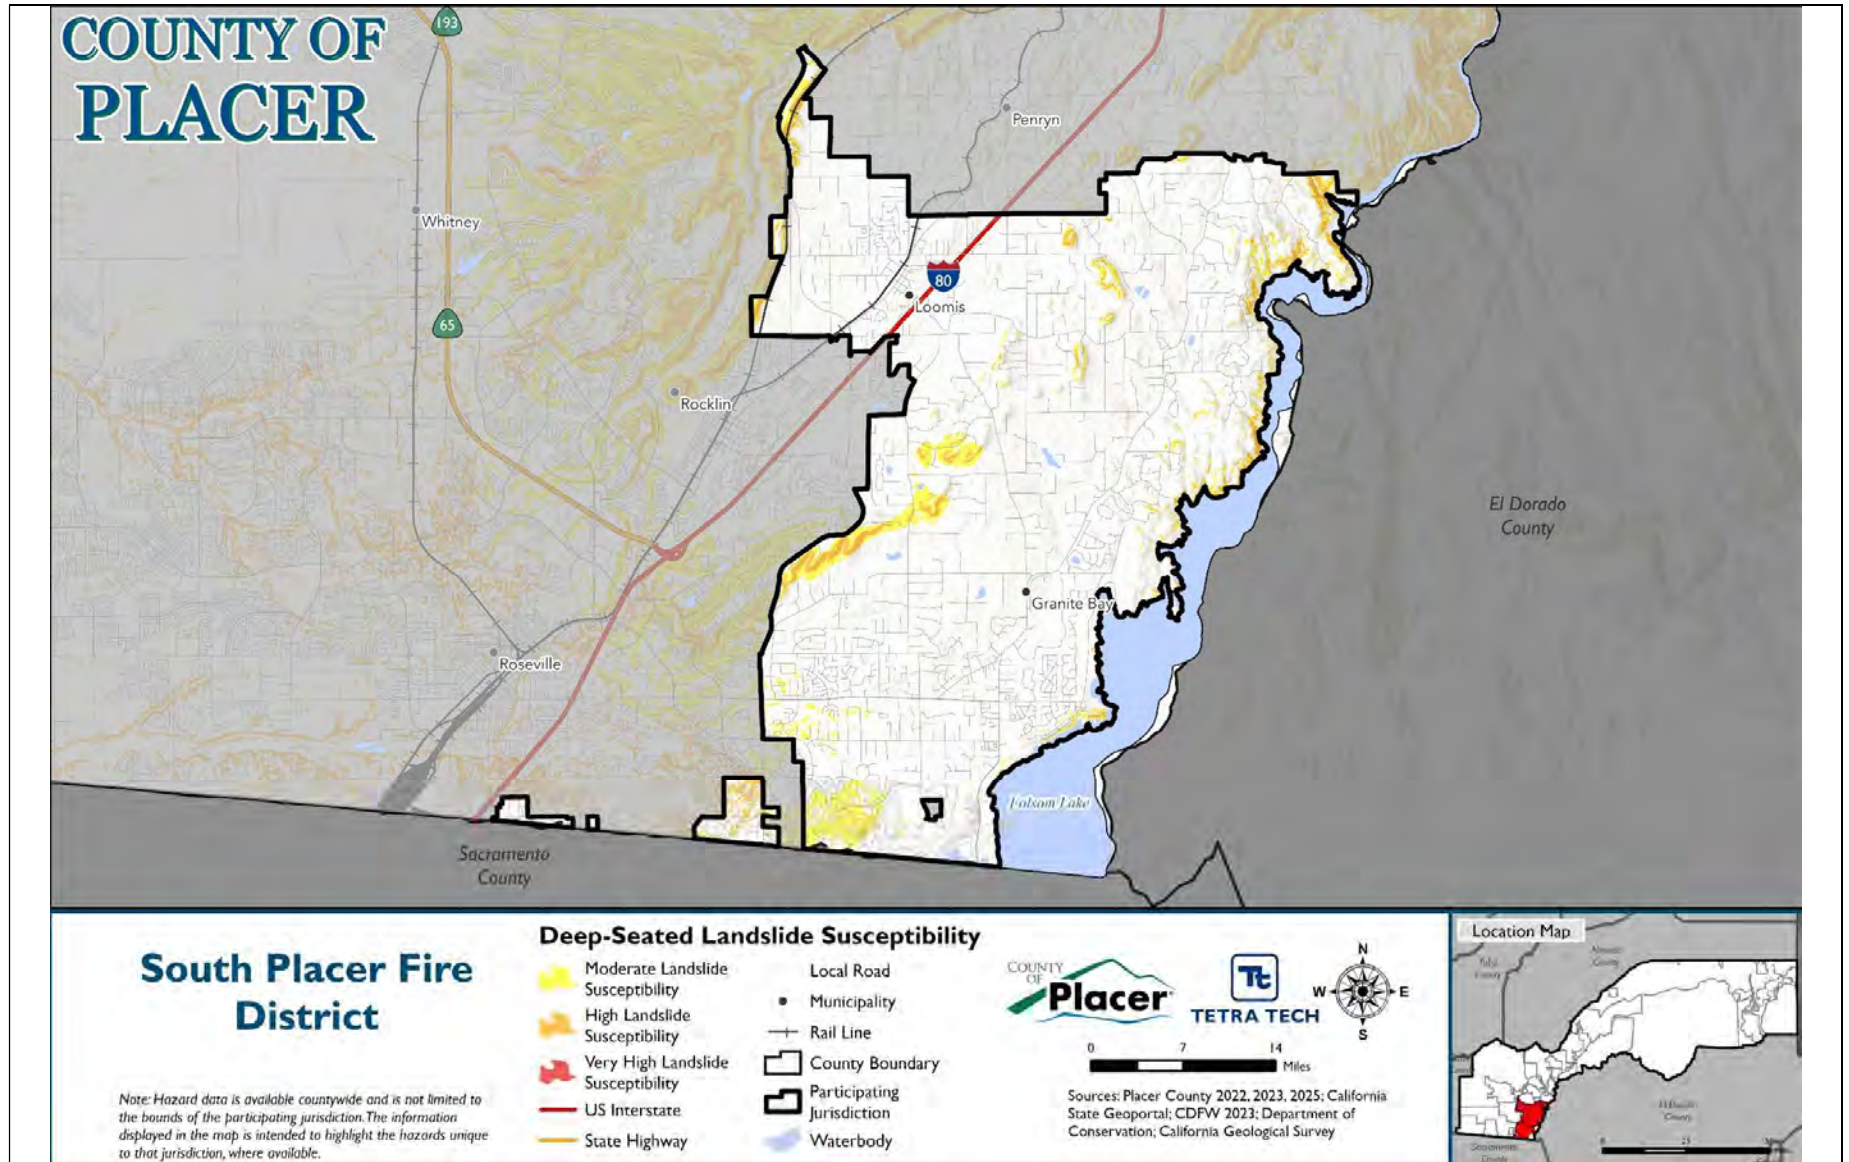 COUNTY OF
PLACER
193
Penryn
Whitney
80
Loomis
65
Rocklin
El Dorado
County
Granite Bay
Roseville
Folsom Lake
Sacramento
County
South Placer Fire
District
Note: Hazard data is available countywide and is not limited to
the bounds of the participating jurisdiction. The information
displayed in the map is intended to highlight the hazards unique
to that jurisdiction, where available.
Deep-Seated Landslide Susceptibility
Moderate Landslide
Susceptibility
High Landslide
Susceptibility
Very High Landslide
Susceptibility
US Interstate
State Highway
Local Road
Municipality
Rail Line
County Boundary
Participating
Jurisdiction
Waterbody
COUNTY
OF
Placer
Tt
TETRA TECH
N
W
E
S
0 7 14
Miles
Sources: Placer County 2022, 2023, 2025; California
State Geoportal; CDFW 2023; Department of
Conservation; California Geological Survey
Location Map
El Dorado
County
Sacramento
County